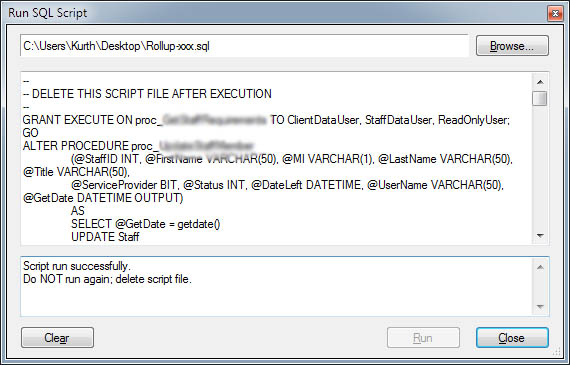 Run SQL Script
C:\Users\Kurth\Desktop\Rollup-xxx.sql
Browse...
--
-- DELETE THIS SCRIPT FILE AFTER EXECUTION
--
GRANT EXECUTE ON proc_ TO ClientDataUser, StaffDataUser, ReadOnlyUser;
GO
ALTER PROCEDURE proc_
(@StaffID INT, @FirstName VARCHAR(50), @MI VARCHAR(1), @LastName VARCHAR(50),
@Title VARCHAR(50),
@ServiceProvider BIT, @Status INT, @DateLeft DATETIME, @UserName VARCHAR(50),
@GetDate DATETIME OUTPUT)
AS
SELECT @GetDate = getdate()
UPDATE Staff
Script run successfully.
Do NOT run again; delete script file.
Clear
Run
Close